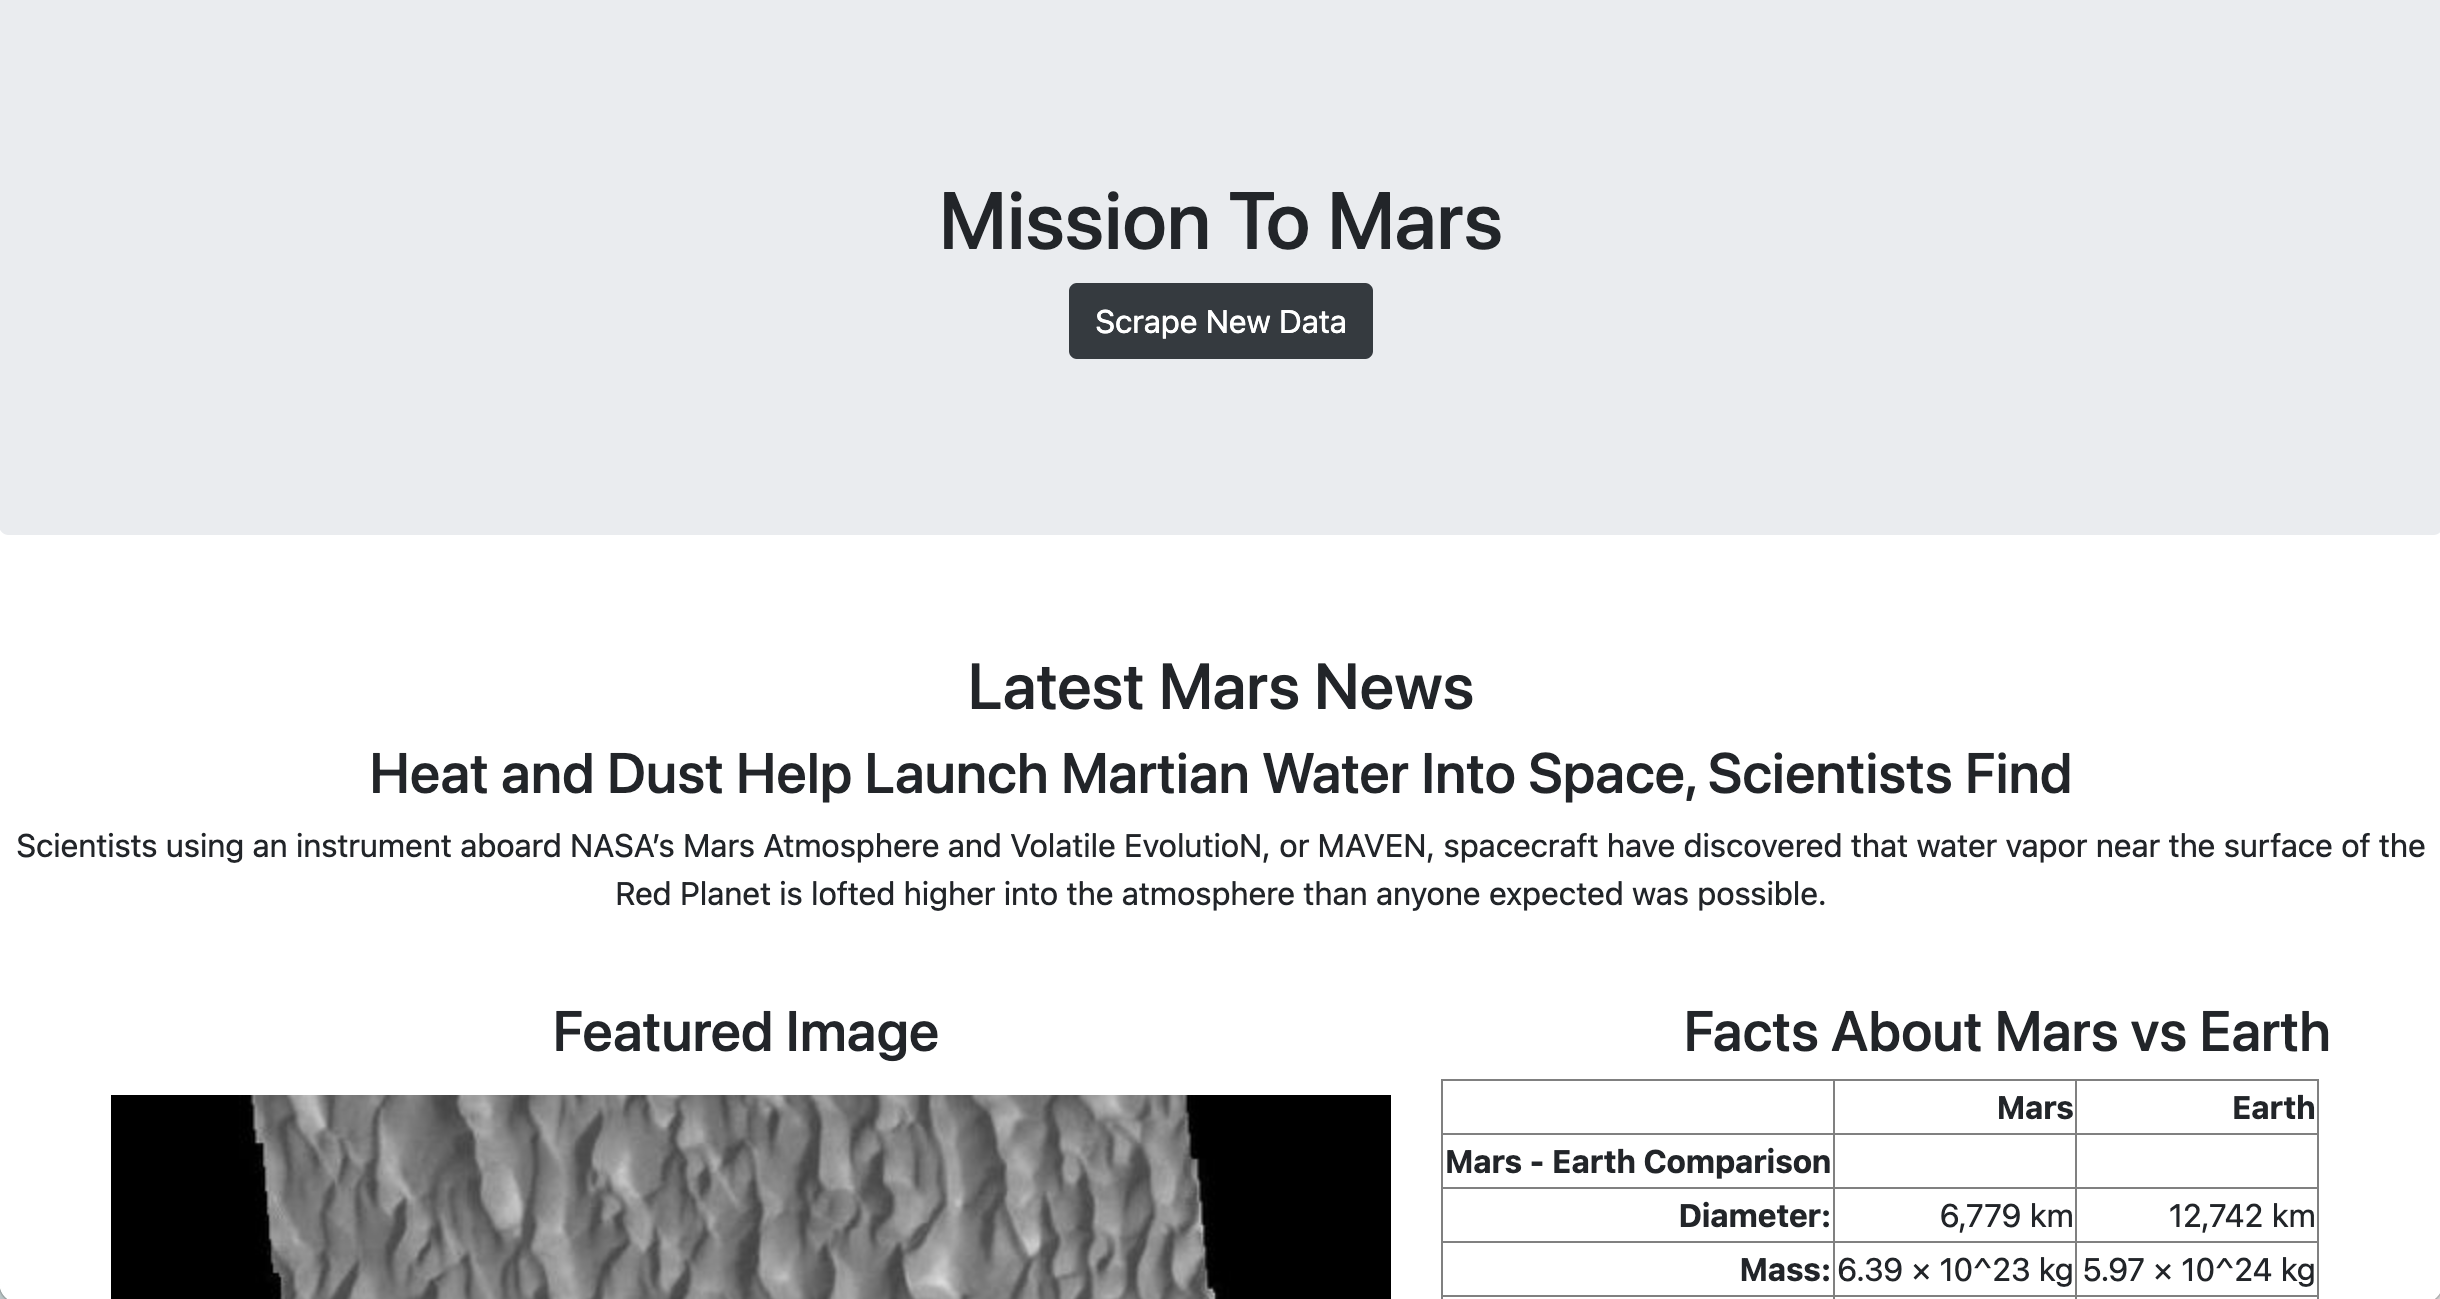 Mission To Mars
Scrape New Data
Latest Mars News
Heat and Dust Help Launch Martian Water Into Space, Scientists Find
Scientists using an instrument aboard NASA’s Mars Atmosphere and Volatile EvolutioN, or MAVEN, spacecraft have discovered that water vapor near the surface of the
Red Planet is lofted higher into the atmosphere than anyone expected was possible.
Featured Image
Facts About Mars vs Earth
Mars Earth
Mars - Earth Comparison
Diameter: 6,779 km 12,742 km
Mass: 6.39 × 10^23 kg 5.97 × 10^24 kg